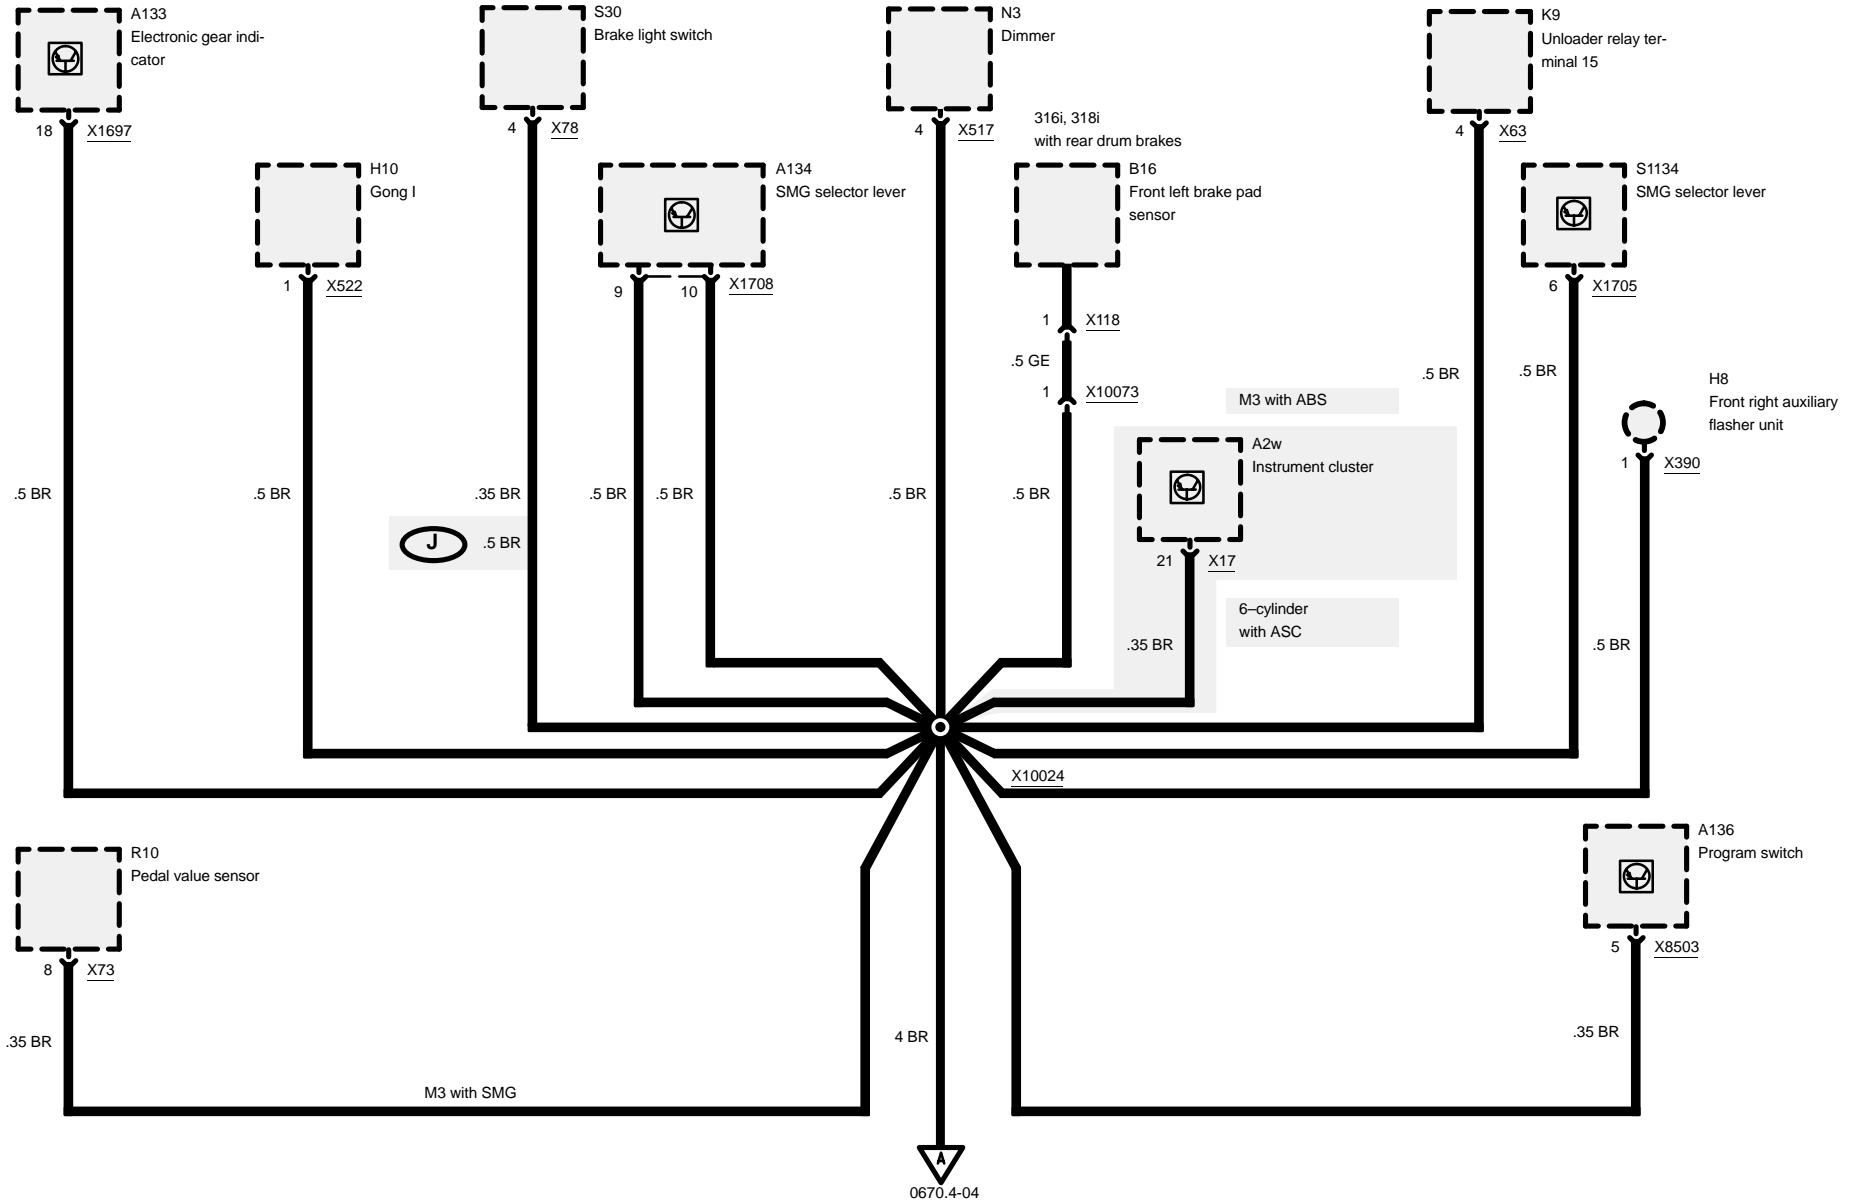 A133
Electronic gear indi-
cator
18 X1697
S30
Brake light switch
4 X78
N3
Dimmer
4 X517
K9
Unloader relay ter-
minal 15
4 X63
H10
Gong I
1 X522
A134
SMG selector lever
9 10 X1708
316i, 318i
with rear drum brakes
B16
Front left brake pad
sensor
1 X118
.5 GE
1 X10073
S1134
SMG selector lever
6 X1705
.5 BR
.5 BR
H8
Front right auxiliary
flasher unit
1 X390
M3 with ABS
A2w
Instrument cluster
21 X17
.5 BR
.5 BR
.35 BR
.5 BR
.5 BR
.5 BR
.5 BR
J .5 BR
6–cylinder
with ASC
.35 BR
.5 BR
X10024
R10
Pedal value sensor
8 X73
.35 BR
M3 with SMG
4 BR
A136
Program switch
5 X8503
.35 BR
A
0670.4-04